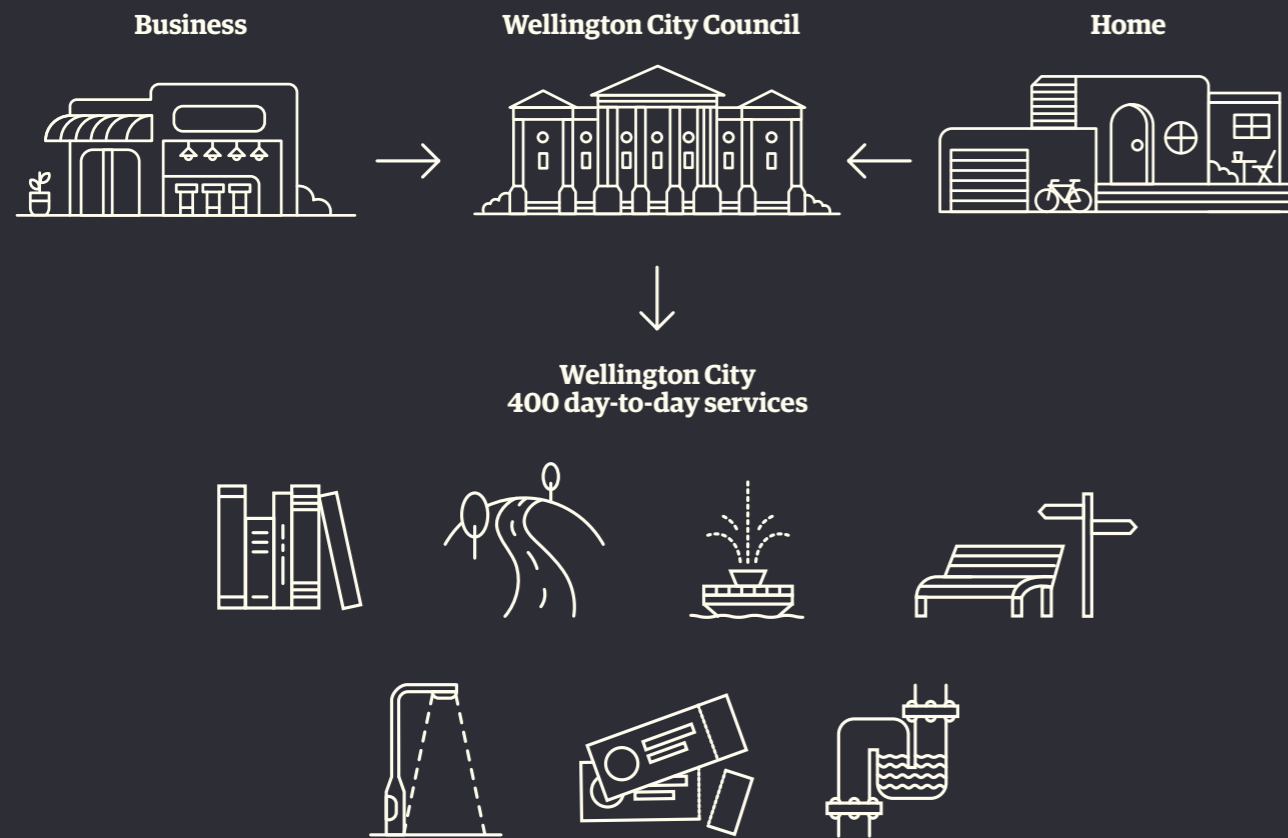 Business
Wellington City Council
Home
Wellington City
400 day-to-day services